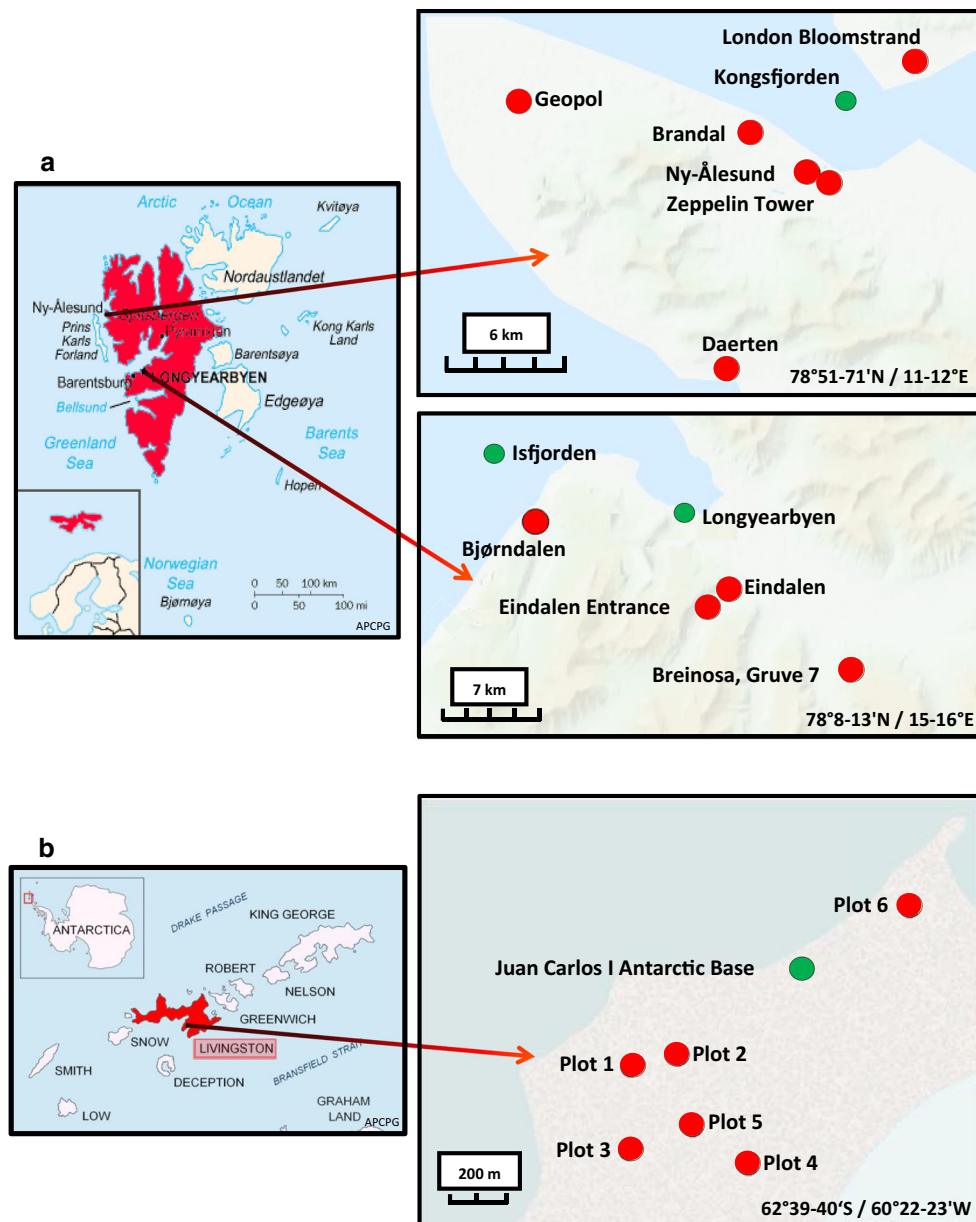 a
Arctic Ocean
Kvitøya
Nordaustlandet
Ny-Ålesund
Spitsbergen
Prins
Karls
Forland
Pyramiden
Kong Karls
Land
Barentsøya
LONGYEARBYEN
Barentsburg
Bellsund
Edgeøya
Greenland
Sea
Barents
Sea
Hopen
Norwegian
Sea
Bjørnøya
0 50 100 km
0 50 100 mi
APCPG
London Bloomstrand
Kongsfjorden
Geopol
Brandal
Ny-Ålesund
Zeppelin Tower
6 km
Daerten
78°51-71'N / 11-12°E
Isfjorden
Longyearbyen
Bjørndalen
Eindalen
Eindalen Entrance
Breinosa, Gruve 7
7 km
78°8-13'N / 15-16°E
b
ANTARCTICA
DRAKE PASSAGE
KING GEORGE
ROBERT
NELSON
GREENWICH
SNOW
LIVINGSTON
SMITH
DECEPTION
BRANSFIELD STRAIT
LOW
GRAHAM
LAND
APCPG
Plot 6
Juan Carlos I Antarctic Base
Plot 2
Plot 1
Plot 5
Plot 3
Plot 4
200 m
62°39-40'S / 60°22-23'W